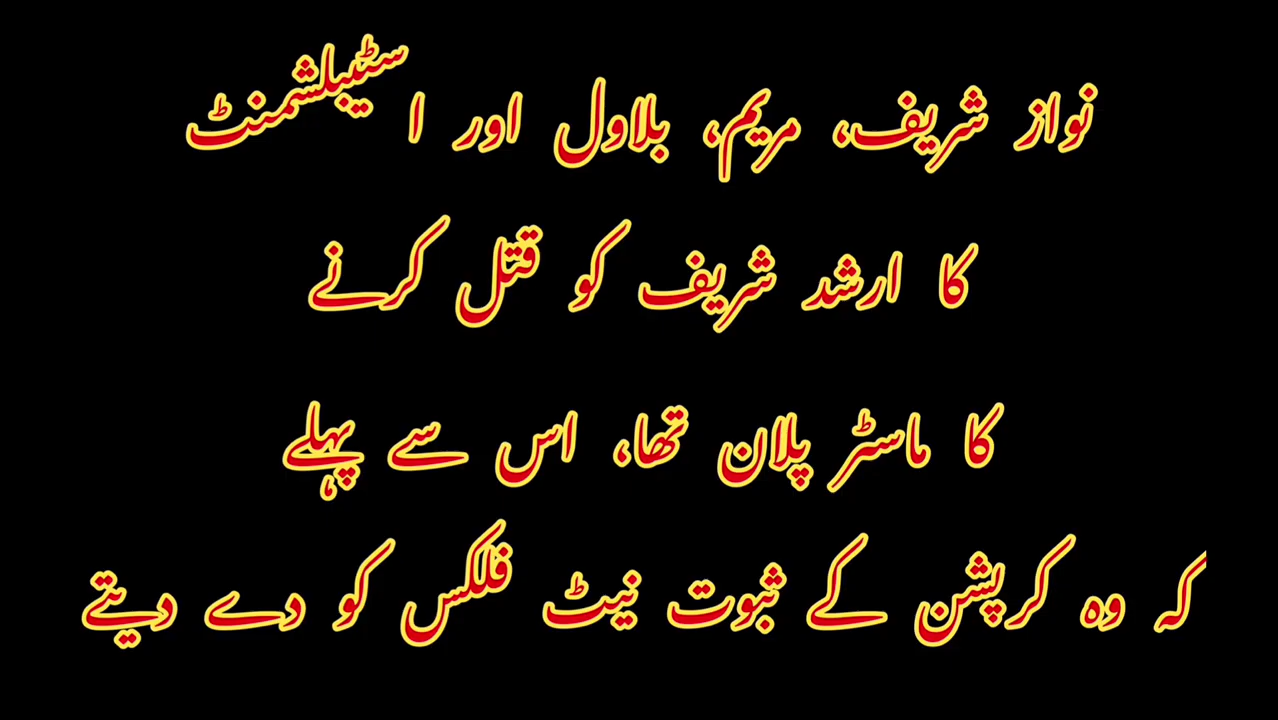 نواز شریف، مریم، بلاول اور اسٹیبلشمنٹ
کا ارشد شریف کو قتل کرنے
کا ماسٹر پلان تھا، اس سے پہلے
کہ وہ کرپشن کے ثبوت نیٹ فلکس کو دے دیتے